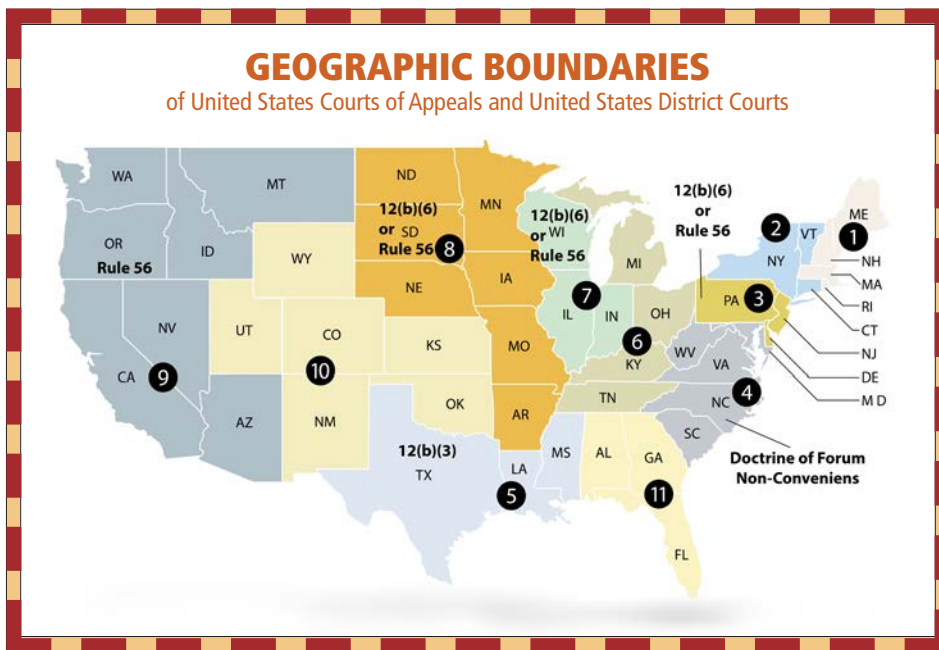 GEOGRAPHIC BOUNDARIES
of United States Courts of Appeals and United States District Courts
WA
MT
ND
MN
OR
Rule 56
ID
WY
12(b)(6)
or SD
Rule 56
8
12(b)(6)
or WI
Rule 56
12(b)(6)
or
Rule 56
2
VT
ME
1
NY
NH
MA
RI
CT
NJ
DE
M D
MI
PA
3
NE
IA
7
IL
IN
OH
6
NV
UT
CO
KS
MO
KY
WV
VA
CA
9
10
AZ
NM
OK
AR
TN
NC
4
SC
Doctrine of Forum
Non-Conveniens
12(b)(3)
TX
LA
5
MS
AL
GA
11
FL